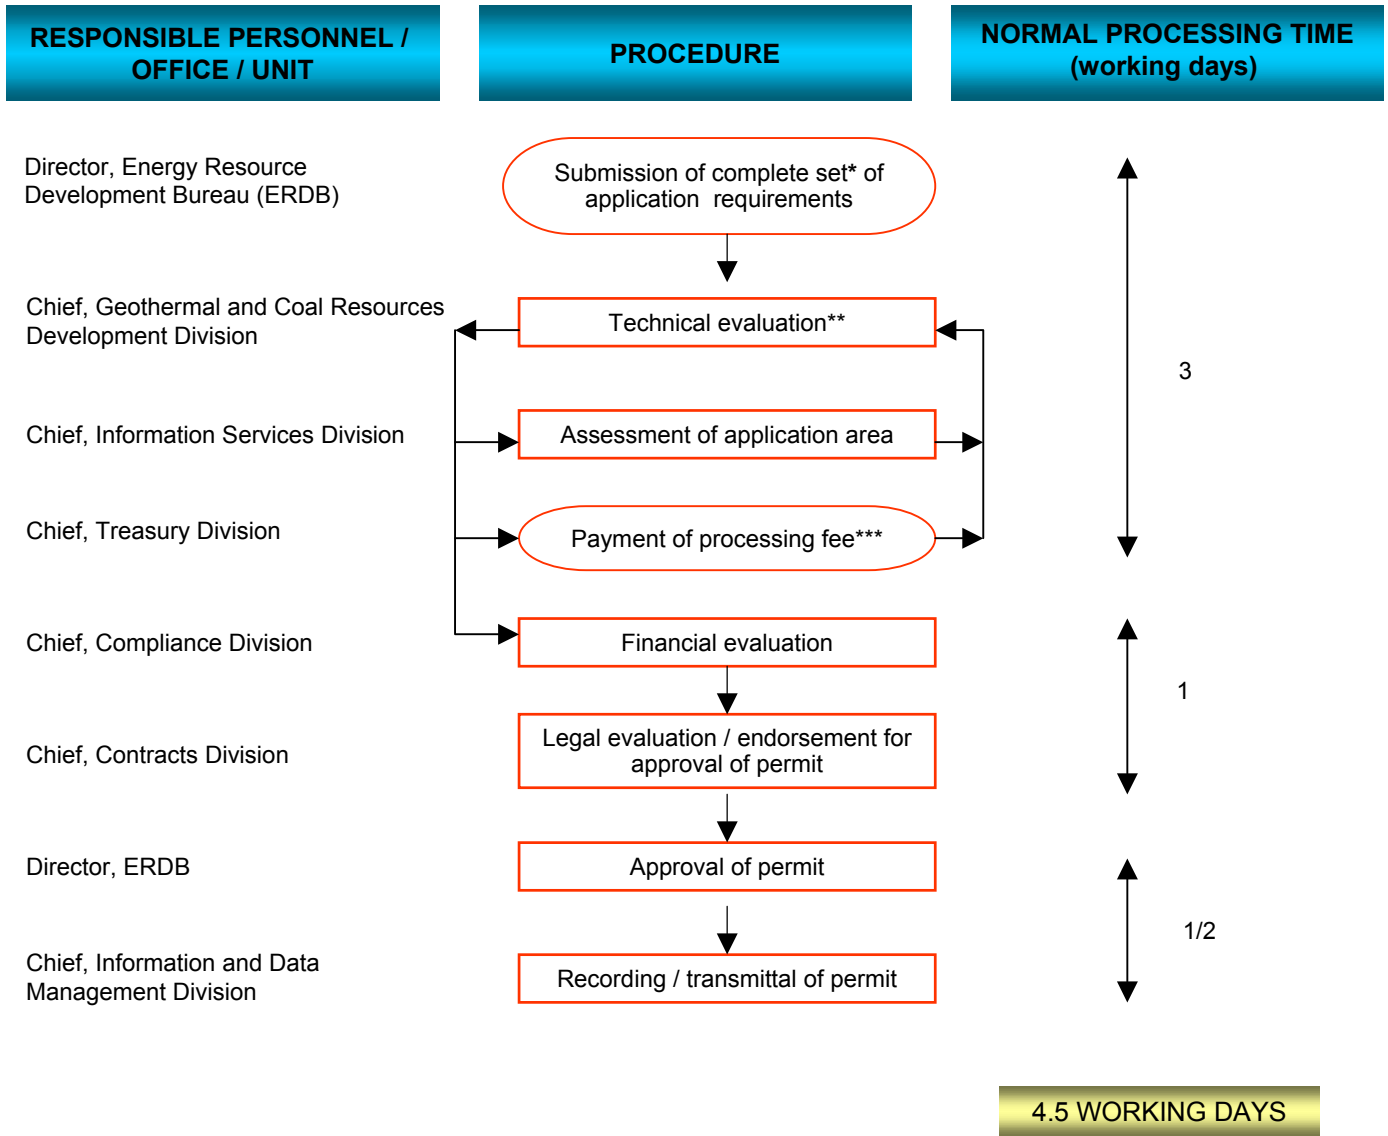 RESPONSIBLE PERSONNEL /
OFFICE / UNIT
PROCEDURE
NORMAL PROCESSING TIME
(working days)
Director, Energy Resource
Development Bureau (ERDB)
Submission of complete set* of
application requirements
Chief, Geothermal and Coal Resources
Development Division
Technical evaluation**
3
Chief, Information Services Division
Assessment of application area
Chief, Treasury Division
Payment of processing fee***
Chief, Compliance Division
Financial evaluation
1
Chief, Contracts Division
Legal evaluation / endorsement for
approval of permit
Director, ERDB
Approval of permit
1/2
Chief, Information and Data
Management Division
Recording / transmittal of permit
4.5 WORKING DAYS